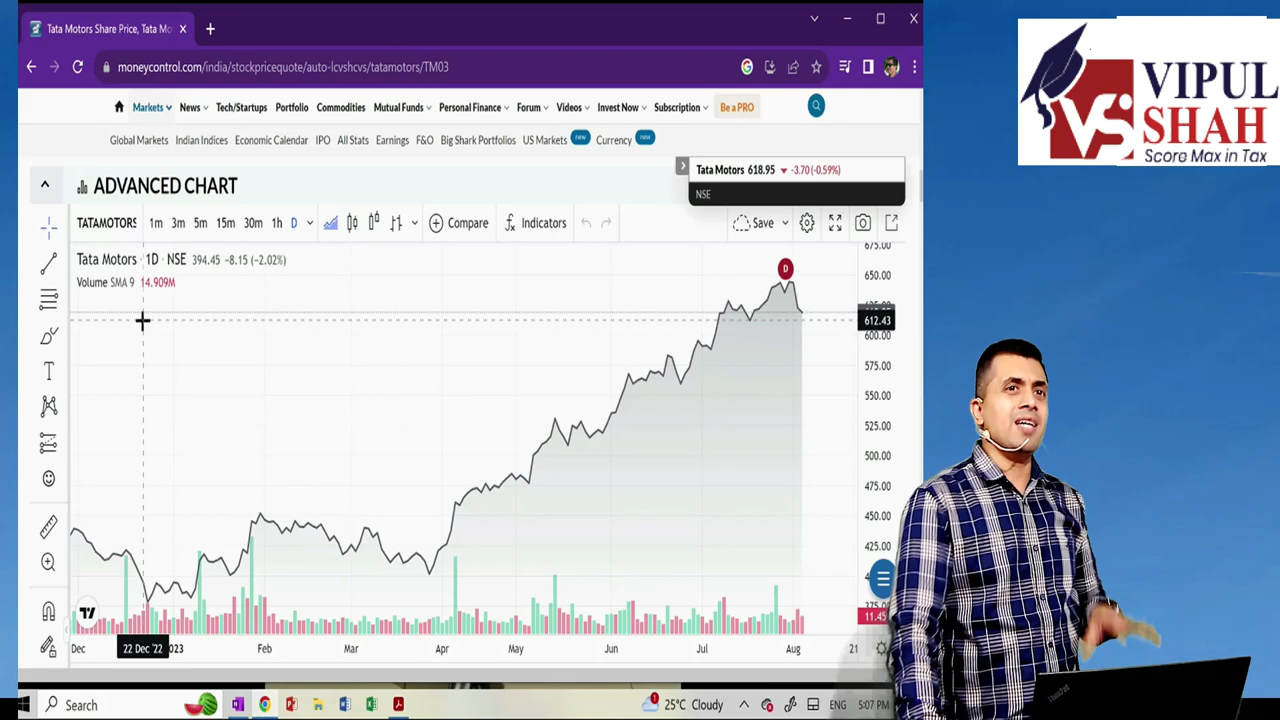 Tata Motors Share Price, Tata Mo
moneycontrol.com/india/stockpricequote/auto-lcvshcvs/tatamotors/TM03
Markets News Tech/Startups Portfolio Commodities Mutual Funds Personal Finance Forum Videos Invest Now Subscription Be a PRO
Global Markets Indian Indices Economic Calendar IPO All Stats Earnings F&O Big Shark Portfolios US Markets new Currency new
ADVANCED CHART
Tata Motors 618.95 -3.70 (-0.59%)
NSE
TATAMOTORS 1m 3m 5m 15m 30m 1h D Compare Indicators Save
Tata Motors · 1D · NSE 394.45 −8.15 (−2.02%)
Volume SMA 9 14.909M
D
675.00
650.00
612.43
600.00
575.00
550.00
525.00
500.00
475.00
450.00
425.00
375.00
11.45
Dec 22 Dec '22 Feb Mar Apr May Jun Jul Aug 21
Search 25°C Cloudy ENG 5:07 PM
VIPUL
SHAH
Score Max in Tax
VS